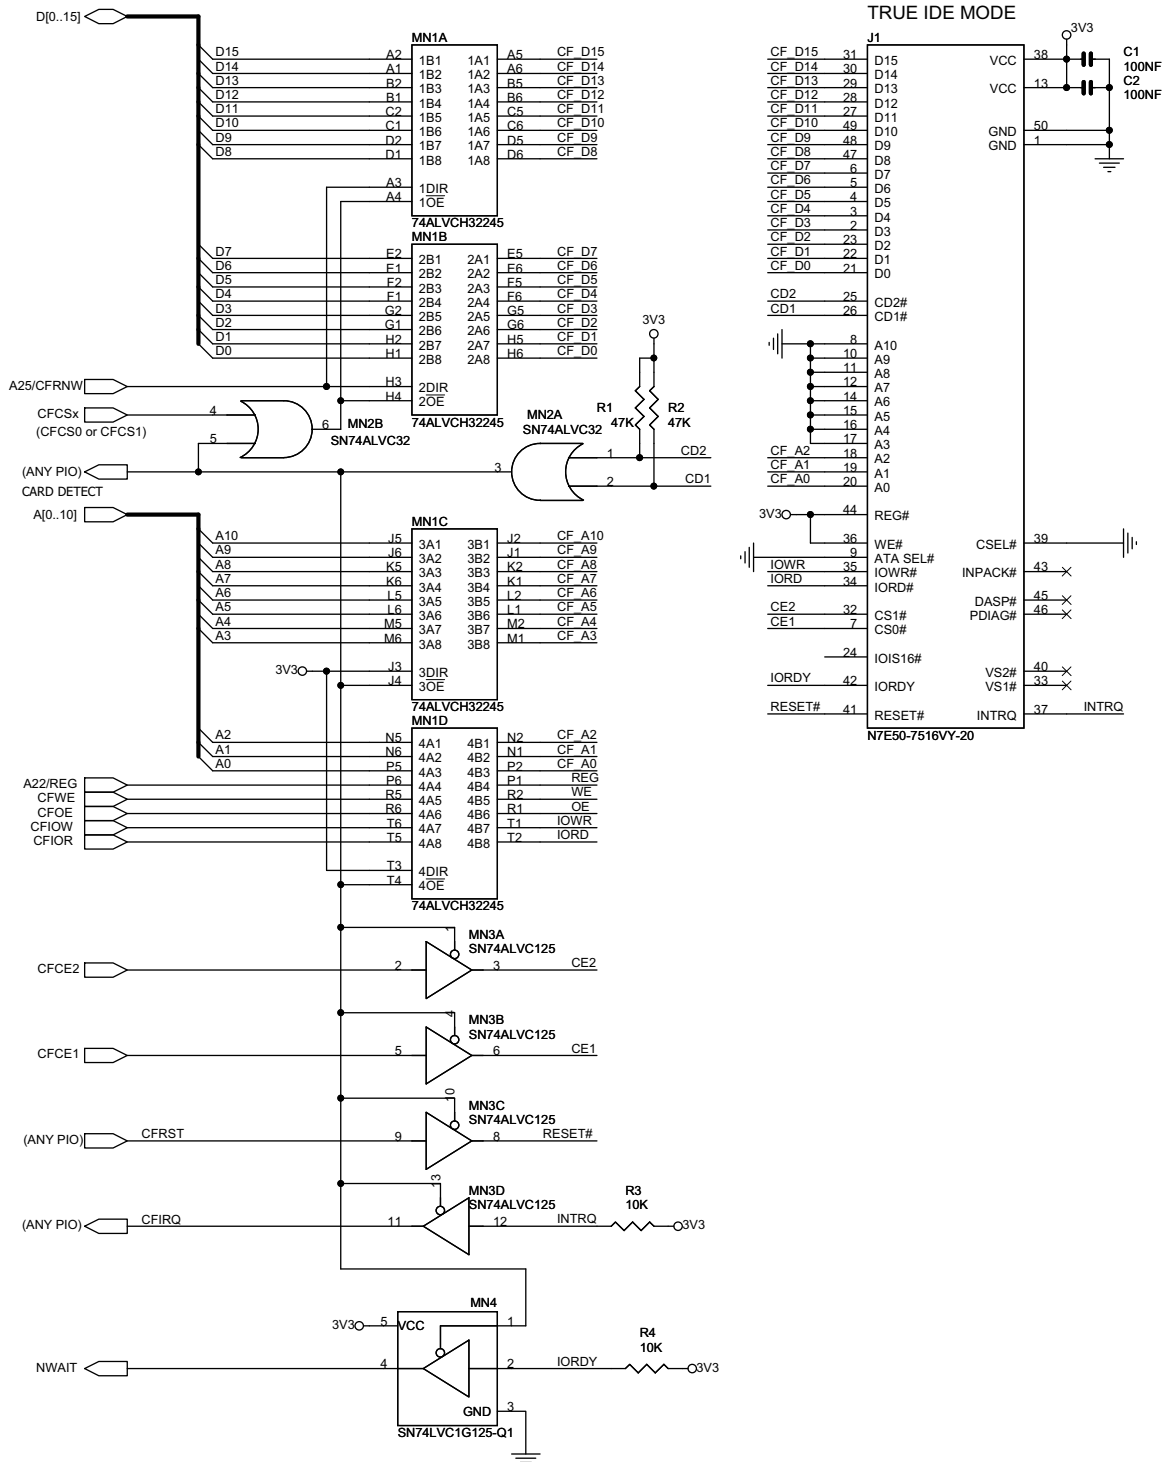 D[0..15]
TRUE IDE MODE
MN1A
D15 A2 1B1 1A1 A5 CF_D15
D14 A1 1B2 1A2 A6 CF_D14
D13 B2 1B3 1A3 B5 CF_D13
D12 B1 1B4 1A4 B6 CF_D12
D11 C2 1B5 1A5 C5 CF_D11
D10 C1 1B6 1A6 C6 CF_D10
D9 D2 1B7 1A7 D5 CF_D9
D8 D1 1B8 1A8 D6 CF_D8
A3 1DIR
A4 1OE
74ALVCH32245
MN1B
D7 E2 2B1 2A1 E5 CF_D7
D6 E1 2B2 2A2 E6 CF_D6
D5 F2 2B3 2A3 F5 CF_D5
D4 F1 2B4 2A4 F6 CF_D4
D3 G2 2B5 2A5 G5 CF_D3
D2 G1 2B6 2A6 G6 CF_D2
D1 H2 2B7 2A7 H5 CF_D1
D0 H1 2B8 2A8 H6 CF_D0
A25/CFRNW H3 2DIR
H4 2OE
74ALVCH32245
CFCSx 4
(CFCS0 or CFCS1)
5 6
MN2B
SN74ALVC32
3V3
R1
47K
R2
47K
MN2A
SN74ALVC32
1 CD2
2 CD1
3
(ANY PIO)
CARD DETECT
A[0..10]
MN1C
A10 J5 3A1 3B1 J2 CF_A10
A9 J6 3A2 3B2 J1 CF_A9
A8 K5 3A3 3B3 K2 CF_A8
A7 K6 3A4 3B4 K1 CF_A7
A6 L5 3A5 3B5 L2 CF_A6
A5 L6 3A6 3B6 L1 CF_A5
A4 M5 3A7 3B7 M2 CF_A4
A3 M6 3A8 3B8 M1 CF_A3
3V3 J3 3DIR
J4 3OE
74ALVCH32245
MN1D
A2 N5 4A1 4B1 N2 CF_A2
A1 N6 4A2 4B2 N1 CF_A1
A0 P5 4A3 4B3 P2 CF_A0
A22/REG P6 4A4 4B4 P1 REG
CFWE R5 4A5 4B5 R2 WE
CFOE R6 4A6 4B6 R1 OE
CFIOW T6 4A7 4B7 T1 IOWR
CFIOR T5 4A8 4B8 T2 IORD
T3 4DIR
T4 4OE
74ALVCH32245
1 MN3A
SN74ALVC125
CFCE2 2 3 CE2
4 MN3B
SN74ALVC125
CFCE1 5 6 CE1
10 MN3C
SN74ALVC125
(ANY PIO) CFRST 9 8 RESET#
13 MN3D
SN74ALVC125
(ANY PIO) CFIRQ 11 12 INTRQ
R3
10K
3V3
MN4
3V3 5 VCC 1
NWAIT 4 2 IORDY
R4
10K
3V3
GND 3
SN74LVC1G125-Q1
J1
CF_D15 31 D15
CF_D14 30 D14
CF_D13 29 D13
CF_D12 28 D12
CF_D11 27 D11
CF_D10 49 D10
CF_D9 48 D9
CF_D8 47 D8
CF_D7 6 D7
CF_D6 5 D6
CF_D5 4 D5
CF_D4 3 D4
CF_D3 2 D3
CF_D2 23 D2
CF_D1 22 D1
CF_D0 21 D0
CD2 25 CD2#
CD1 26 CD1#
8 A10
10 A9
11 A8
12 A7
14 A6
15 A5
16 A4
17 A3
CF_A2 18 A2
CF_A1 19 A1
CF_A0 20 A0
3V3 44 REG#
36 WE#
9 ATA SEL#
IOWR 35 IOWR#
IORD 34 IORD#
CE2 32 CS1#
CE1 7 CS0#
24 IOIS16#
IORDY 42 IORDY
RESET# 41 RESET#
3V3
VCC 38
C1
100NF
VCC 13
C2
100NF
GND 50
GND 1
CSEL# 39
INPACK# 43
DASP# 45
PDIAG# 46
VS2# 40
VS1# 33
INTRQ 37 INTRQ
N7E50-7516VY-20